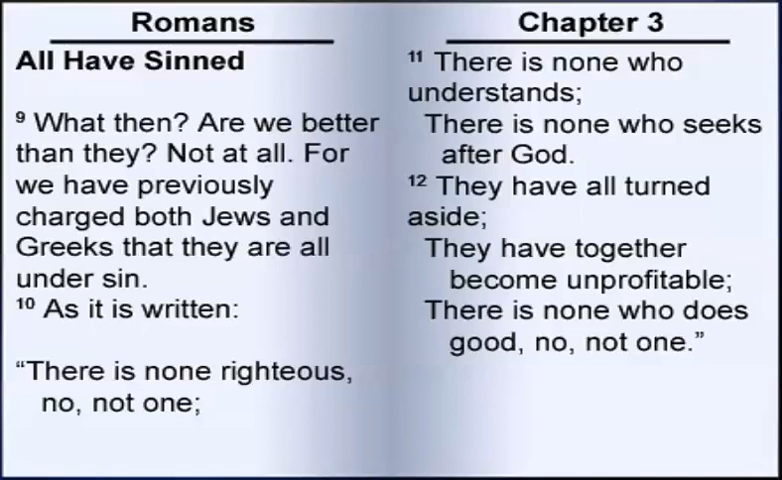 Romans
All Have Sinned
⁹ What then? Are we better
than they? Not at all. For
we have previously
charged both Jews and
Greeks that they are all
under sin.
¹⁰ As it is written:
“There is none righteous,
no, not one;
Chapter 3
¹¹ There is none who
understands;
There is none who seeks
after God.
¹² They have all turned
aside;
They have together
become unprofitable;
There is none who does
good, no, not one.”